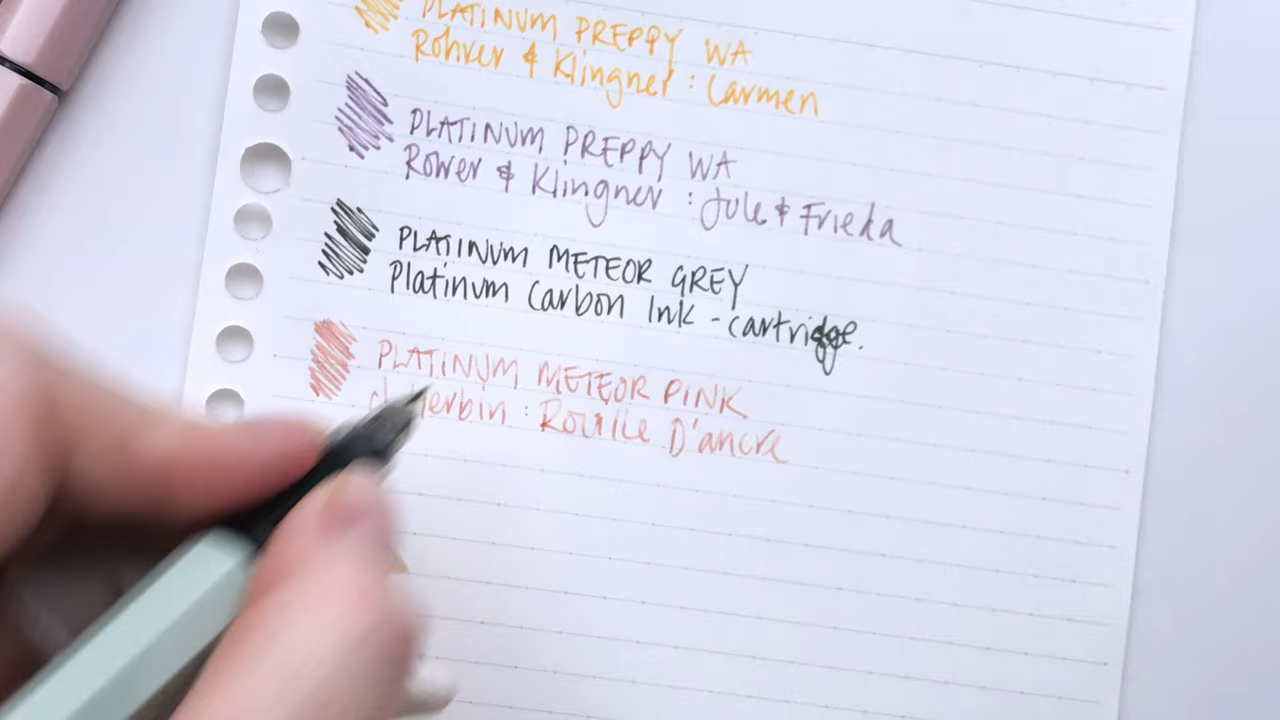 PLATINUM PREPPY WA
Rohrer & Klingner : Carmen
PLATINUM PREPPY WA
Rorer & Klingner : Jule & Frieda
PLATINUM METEOR GREY
Platinum Carbon Ink - cartridge.
PLATINUM METEOR PINK
Herbin : Rouille D'ancre